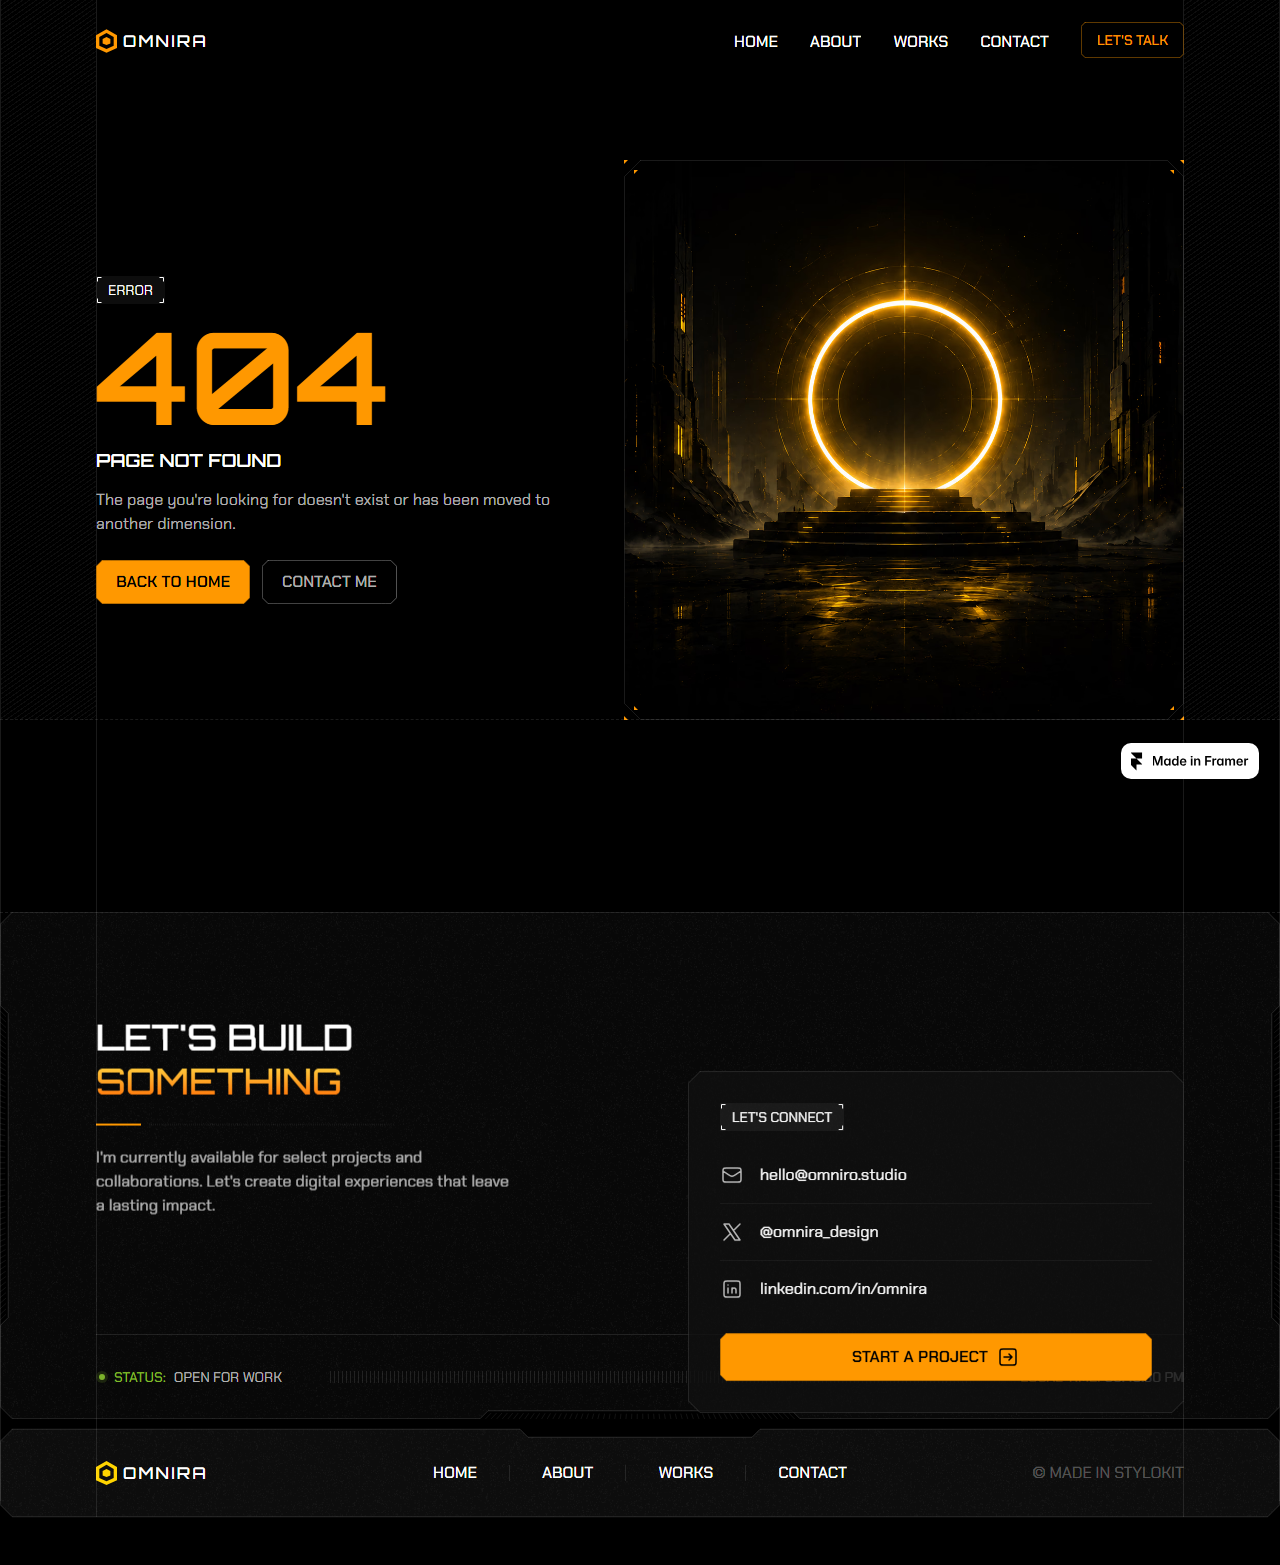 OMNIRA
HOME ABOUT WORKS CONTACT LET'S TALK
ERROR
404
PAGE NOT FOUND
The page you're looking for doesn't exist or has been moved to
another dimension.
BACK TO HOME CONTACT ME
Made in Framer
LET'S BUILD
SOMETHING
I'm currently available for select projects and
collaborations. Let's create digital experiences that leave
a lasting impact.
LET'S CONNECT
hello@omniro.studio
@omnira_design
linkedin.com/in/omnira
START A PROJECT
STATUS: OPEN FOR WORK
PM
OMNIRA
HOME ABOUT WORKS CONTACT
© MADE IN STYLOKIT